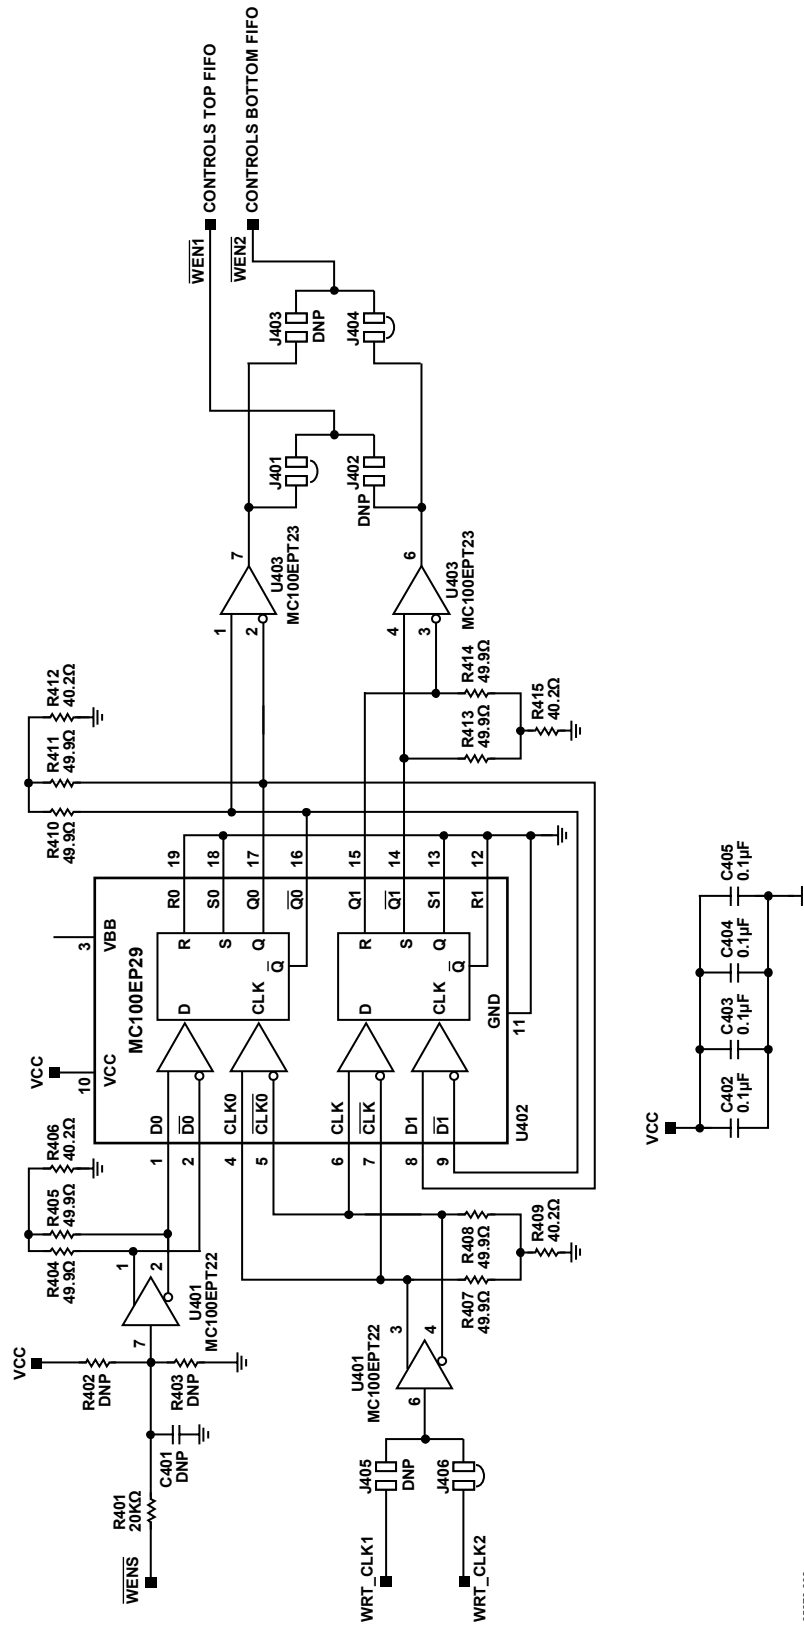 CONTROLS TOP FIFO
CONTROLS BOTTOM FIFO
WEN1
WEN2
J403
DNP
J404
J401
J402
DNP
7
U403
MC100EPT23
1
2
6
U403
MC100EPT23
4
3
R412
40.2Ω
R411
49.9Ω
R410
49.9Ω
R414
49.9Ω
R413
49.9Ω
R415
40.2Ω
19
18
17
16
15
14
13
12
R0
S0
Q0
Q0
Q1
Q1
S1
R1
3
VBB
MC100EP29
VCC
10
VCC
R
S
Q
Q
D
CLK
R
S
Q
Q
D
CLK
GND
11
U402
D0
D0
CLK0
CLK0
CLK
CLK
D1
D1
1
2
4
5
6
7
8
9
R406
40.2Ω
R405
49.9Ω
R404
49.9Ω
1
2
U401
MC100EPT22
7
VCC
R402
DNP
R403
DNP
C401
DNP
R401
20KΩ
WENS
R408
49.9Ω
R407
49.9Ω
R409
40.2Ω
3
4
U401
MC100EPT22
6
J405
DNP
J406
WRT_CLK1
WRT_CLK2
VCC
C402
0.1µF
C403
0.1µF
C404
0.1µF
C405
0.1µF